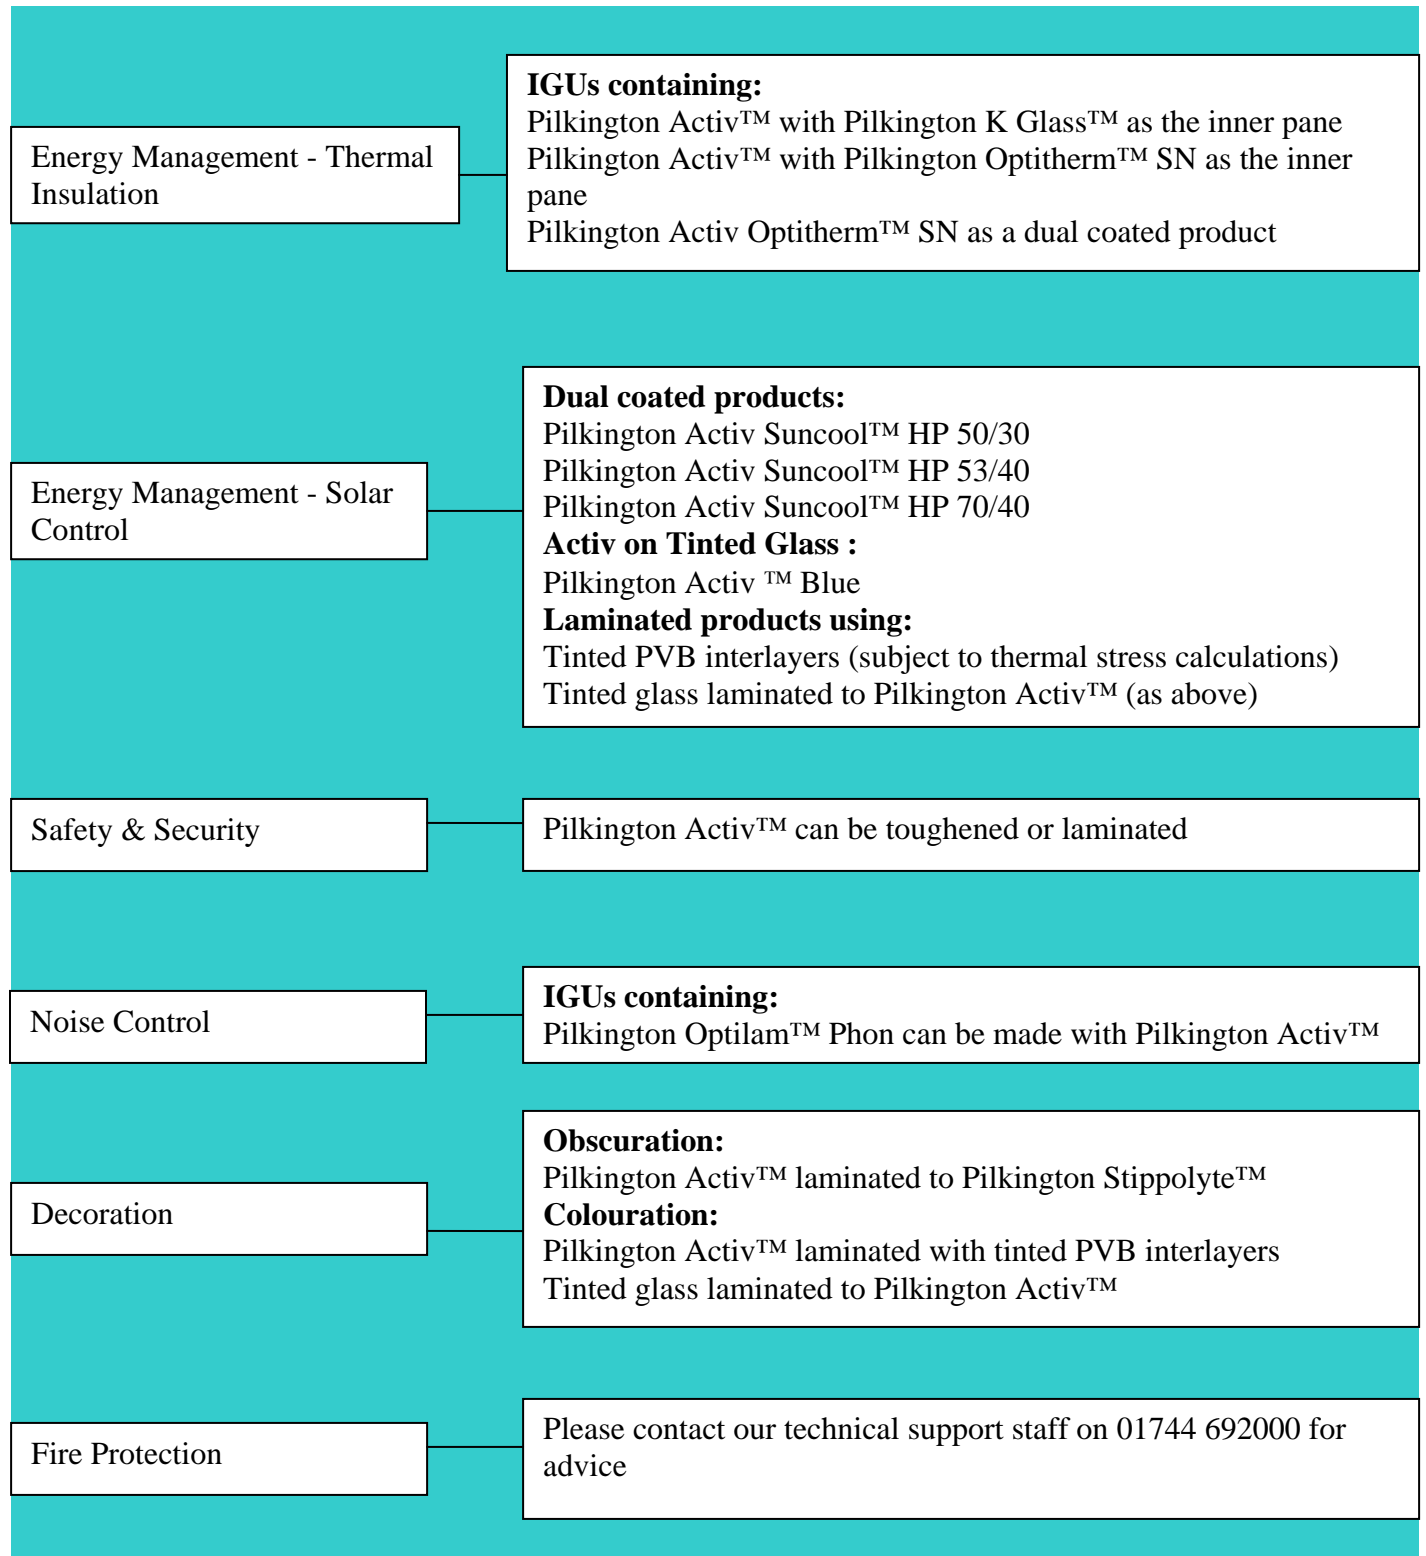 Energy Management - Thermal
Insulation
IGUs containing:
Pilkington Activ™ with Pilkington K Glass™ as the inner pane
Pilkington Activ™ with Pilkington Optitherm™ SN as the inner
pane
Pilkington Activ Optitherm™ SN as a dual coated product
Energy Management - Solar
Control
Dual coated products:
Pilkington Activ Suncool™ HP 50/30
Pilkington Activ Suncool™ HP 53/40
Pilkington Activ Suncool™ HP 70/40
Activ on Tinted Glass :
Pilkington Activ ™ Blue
Laminated products using:
Tinted PVB interlayers (subject to thermal stress calculations)
Tinted glass laminated to Pilkington Activ™ (as above)
Safety & Security
Pilkington Activ™ can be toughened or laminated
Noise Control
IGUs containing:
Pilkington Optilam™ Phon can be made with Pilkington Activ™
Decoration
Obscuration:
Pilkington Activ™ laminated to Pilkington Stippolyte™
Colouration:
Pilkington Activ™ laminated with tinted PVB interlayers
Tinted glass laminated to Pilkington Activ™
Fire Protection
Please contact our technical support staff on 01744 692000 for
advice